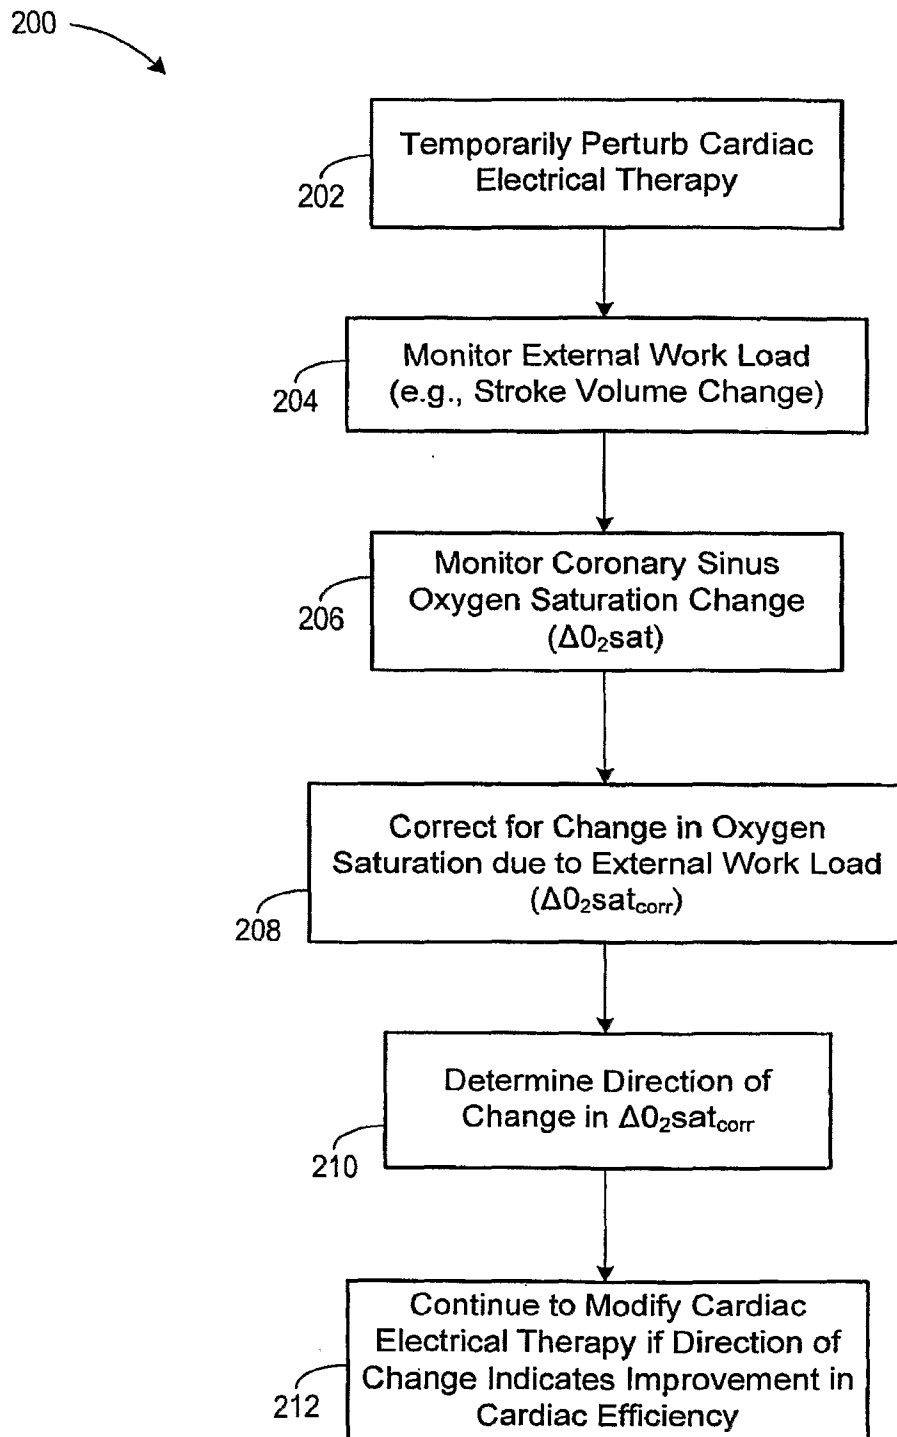 200
Temporarily Perturb Cardiac
Electrical Therapy
202
Monitor External Work Load
(e.g., Stroke Volume Change)
204
Monitor Coronary Sinus
Oxygen Saturation Change
(Δ0₂sat)
206
Correct for Change in Oxygen
Saturation due to External Work Load
(Δ0₂sat_corr)
208
Determine Direction of
Change in Δ0₂sat_corr
210
Continue to Modify Cardiac
Electrical Therapy if Direction of
Change Indicates Improvement in
Cardiac Efficiency
212